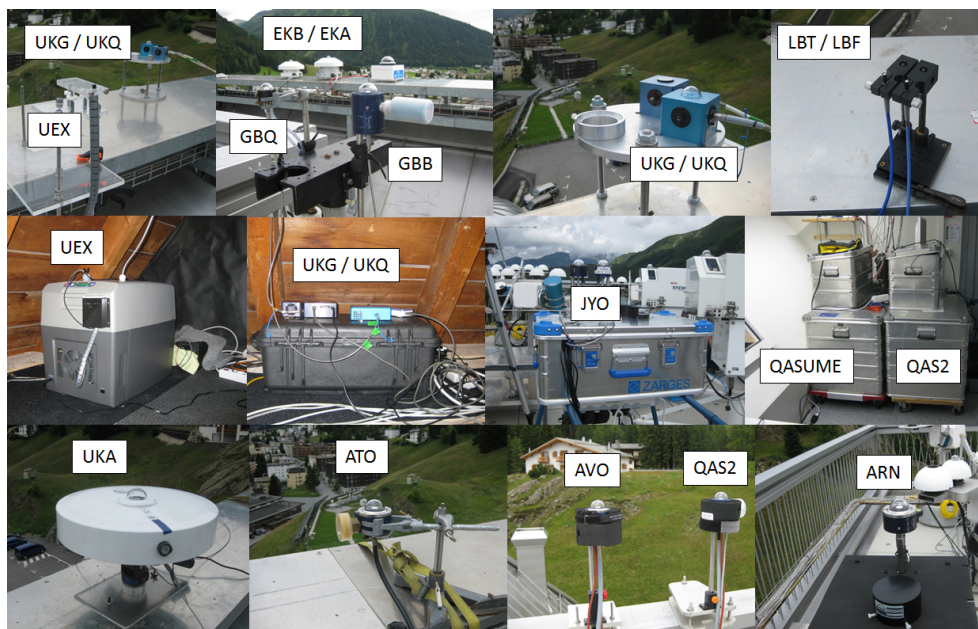 UKG / UKQ
EKB / EKA
LBT / LBF
UEX
GBQ
GBB
UKG / UKQ
UEX
UKG / UKQ
JYO
QASUME
QAS2
ZARGES
UKA
ATO
AVO
QAS2
ARN